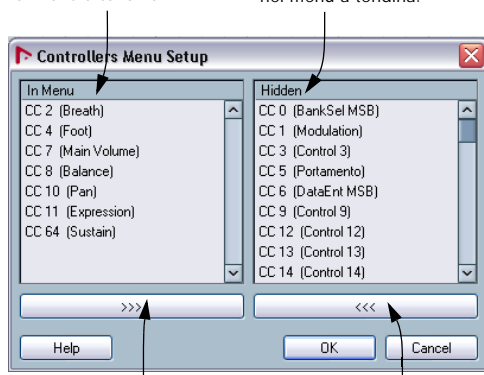 nel menu a tendina.
Controllers Menu Setup
In Menu
CC 2 (Breath)
CC 4 (Foot)
CC 7 (Main Volume)
CC 8 (Balance)
CC 10 (Pan)
CC 11 (Expression)
CC 64 (Sustain)
>>>
Hidden
CC 0 (BankSel MSB)
CC 1 (Modulation)
CC 3 (Control 3)
CC 5 (Portamento)
CC 6 (DataEnt MSB)
CC 9 (Control 9)
CC 12 (Control 12)
CC 13 (Control 13)
CC 14 (Control 14)
<<<
Help
OK
Cancel